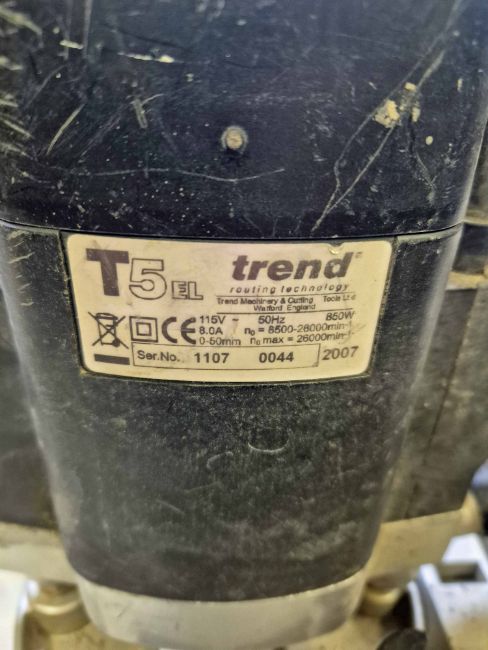 T5EL trend®
routing technology
Trend Machinery & Cutting Tools Ltd
Watford England
115V ~ 50Hz 850W
8.0A n₀ = 8500-26000min⁻¹
0-50mm n₀ max = 26000min⁻¹
CE
Ser.No. 1107 0044 2007